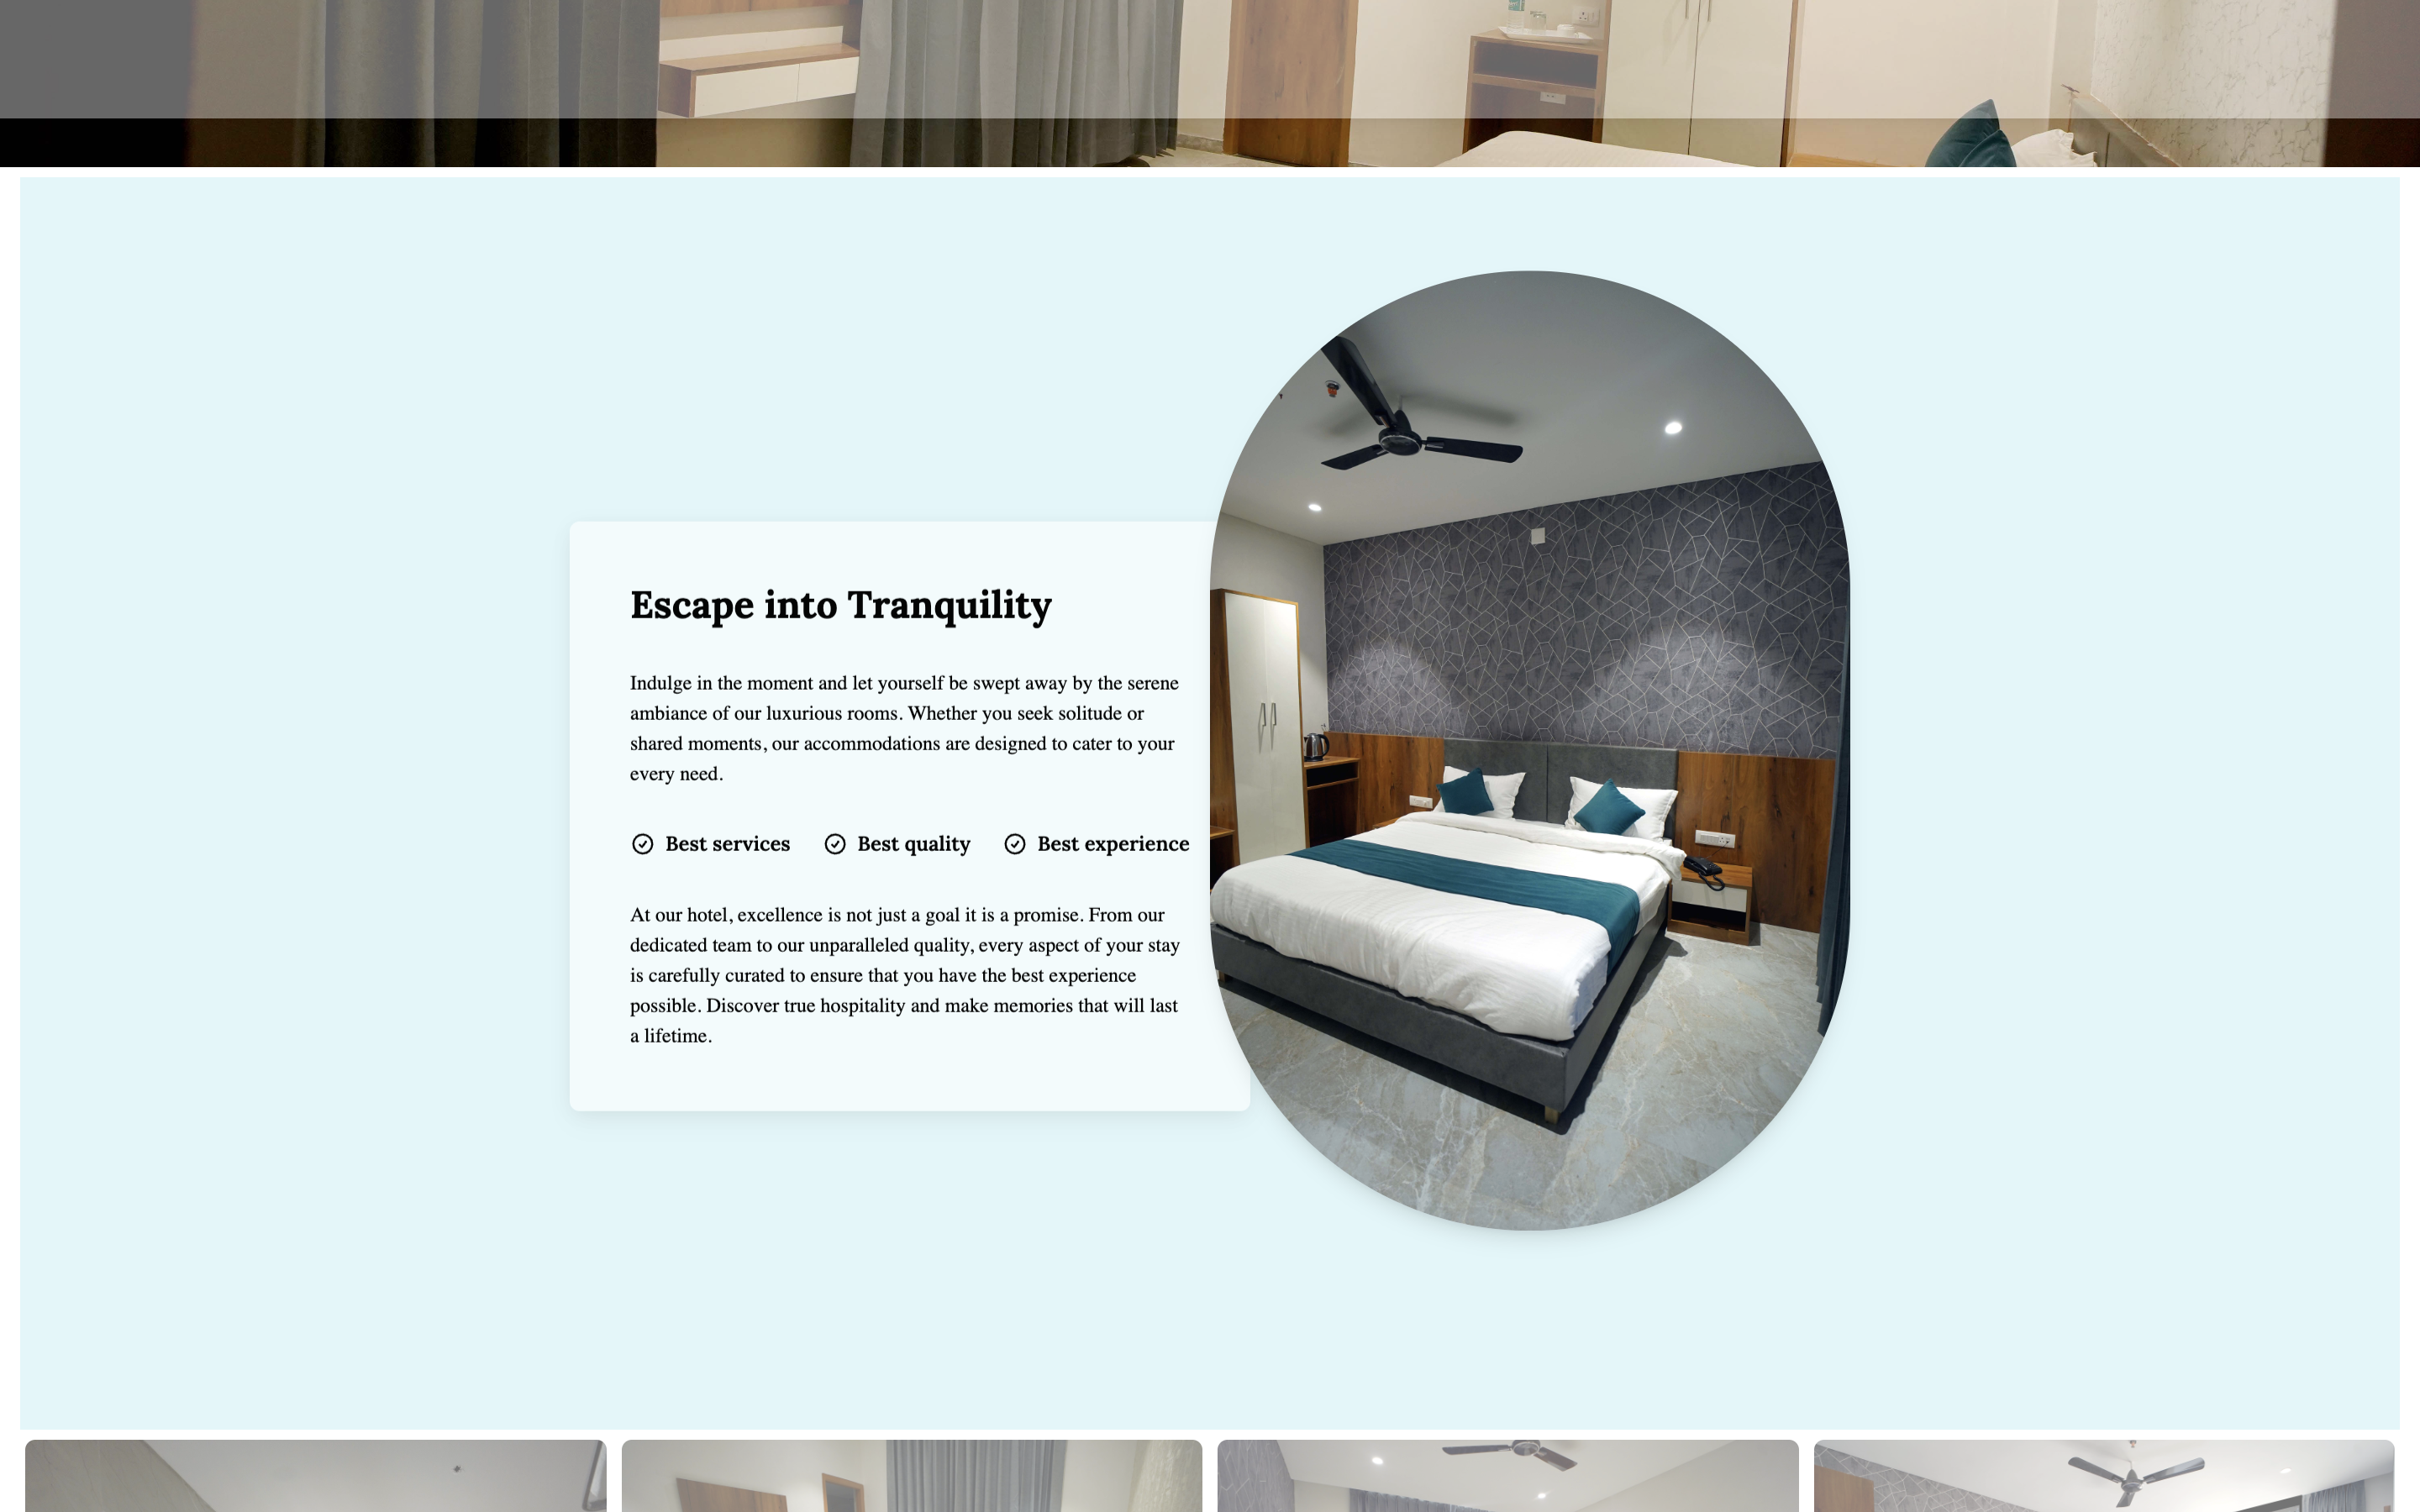 Escape into Tranquility
Indulge in the moment and let yourself be swept away by the serene
ambiance of our luxurious rooms. Whether you seek solitude or
shared moments, our accommodations are designed to cater to your
every need.
Best services Best quality Best experience
At our hotel, excellence is not just a goal it is a promise. From our
dedicated team to our unparalleled quality, every aspect of your stay
is carefully curated to ensure that you have the best experience
possible. Discover true hospitality and make memories that will last
a lifetime.